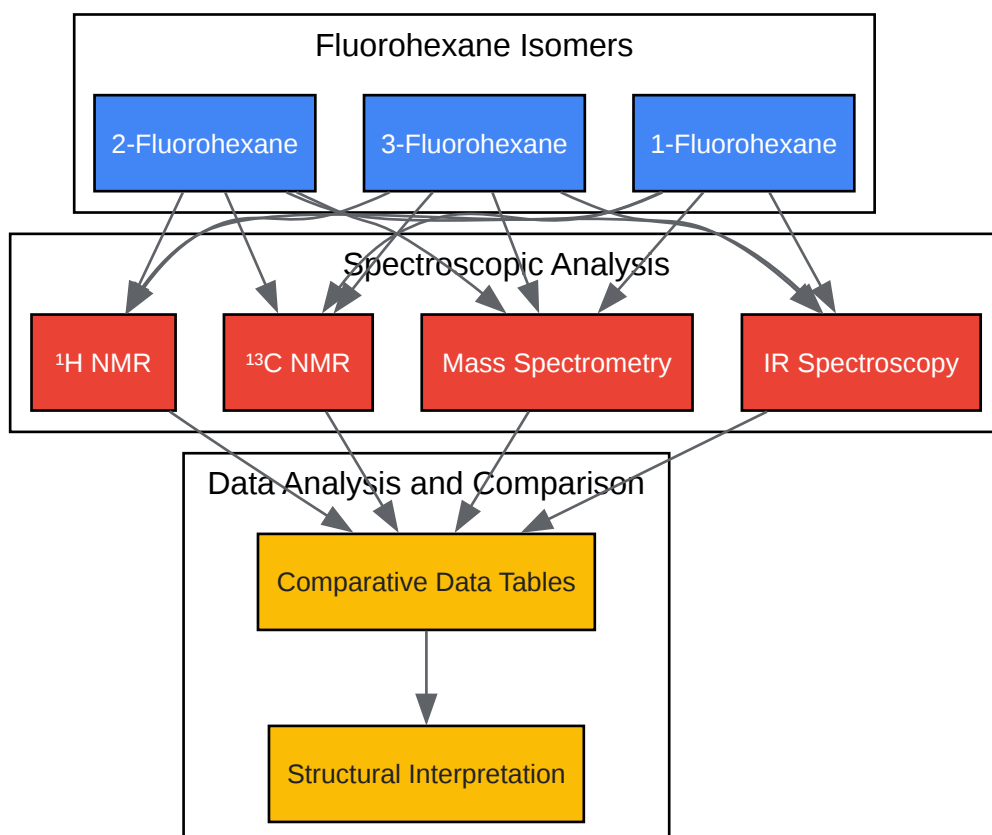 Fluorohexane Isomers
2-Fluorohexane
3-Fluorohexane
1-Fluorohexane
Spectroscopic Analysis
¹H NMR
¹³C NMR
Mass Spectrometry
IR Spectroscopy
Data Analysis and Comparison
Comparative Data Tables
Structural Interpretation